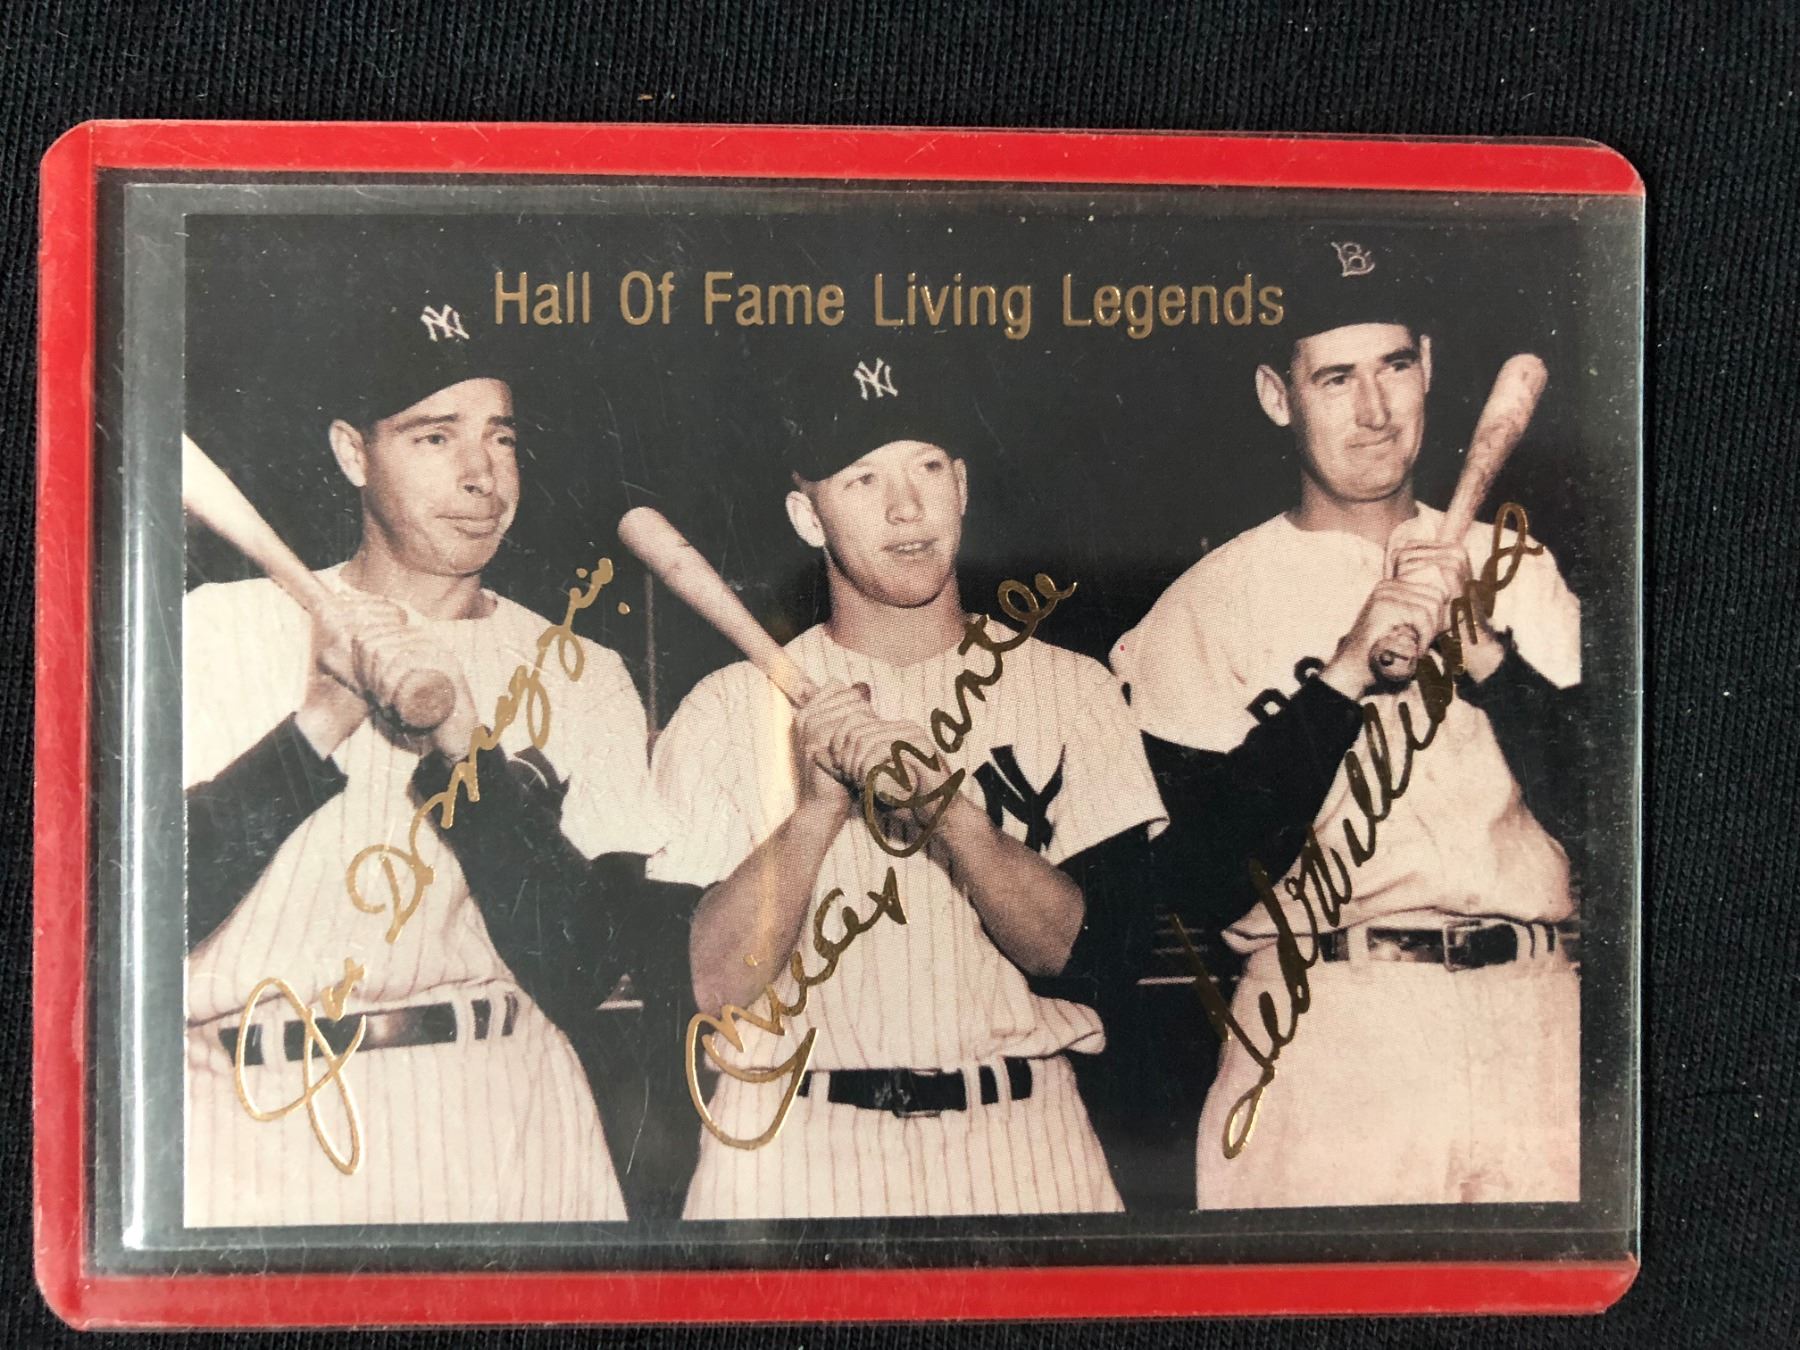 Hall Of Fame Living Legends
NY
NY
B
Joe DiMaggio
Mickey Mantle
NY
Ted Williams